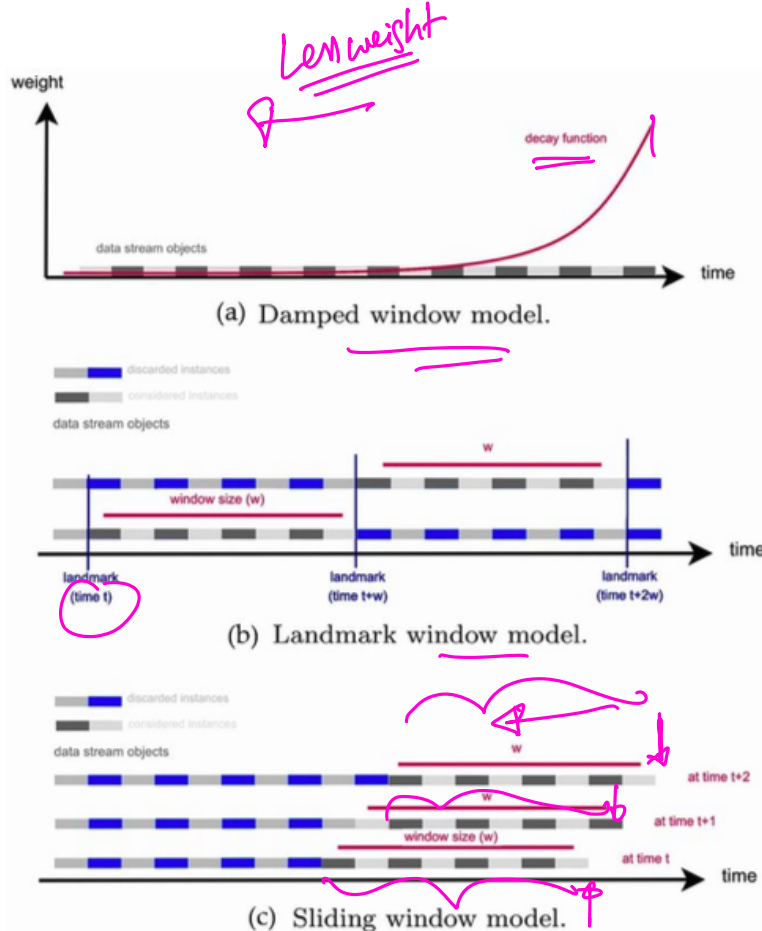 Less weight
weight
decay function
data stream objects
time
(a) Damped window model.
discarded instances
considered instances
data stream objects
w
window size (w)
time
landmark
(time t)
landmark
(time t+w)
landmark
(time t+2w)
(b) Landmark window model.
discarded instances
considered instances
data stream objects
w
at time t+2
w
at time t+1
window size (w)
at time t
time
(c) Sliding window model.